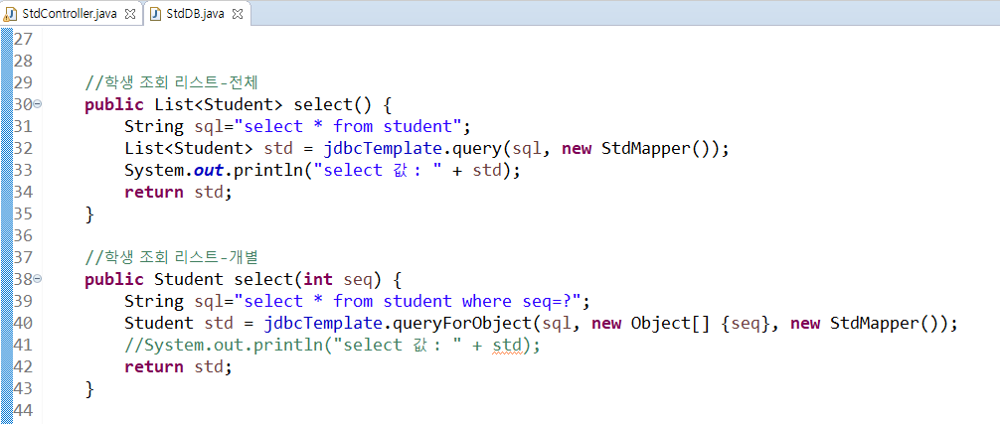 StdController.java StdDB.java
27
28
29 //학생 조회 리스트-전체
30 public List<Student> select() {
31 String sql="select * from student";
32 List<Student> std = jdbcTemplate.query(sql, new StdMapper());
33 System.out.println("select 값 : " + std);
34 return std;
35 }
36
37 //학생 조회 리스트-개별
38 public Student select(int seq) {
39 String sql="select * from student where seq=?";
40 Student std = jdbcTemplate.queryForObject(sql, new Object[] {seq}, new StdMapper());
41 //System.out.println("select 값 : " + std);
42 return std;
43 }
44